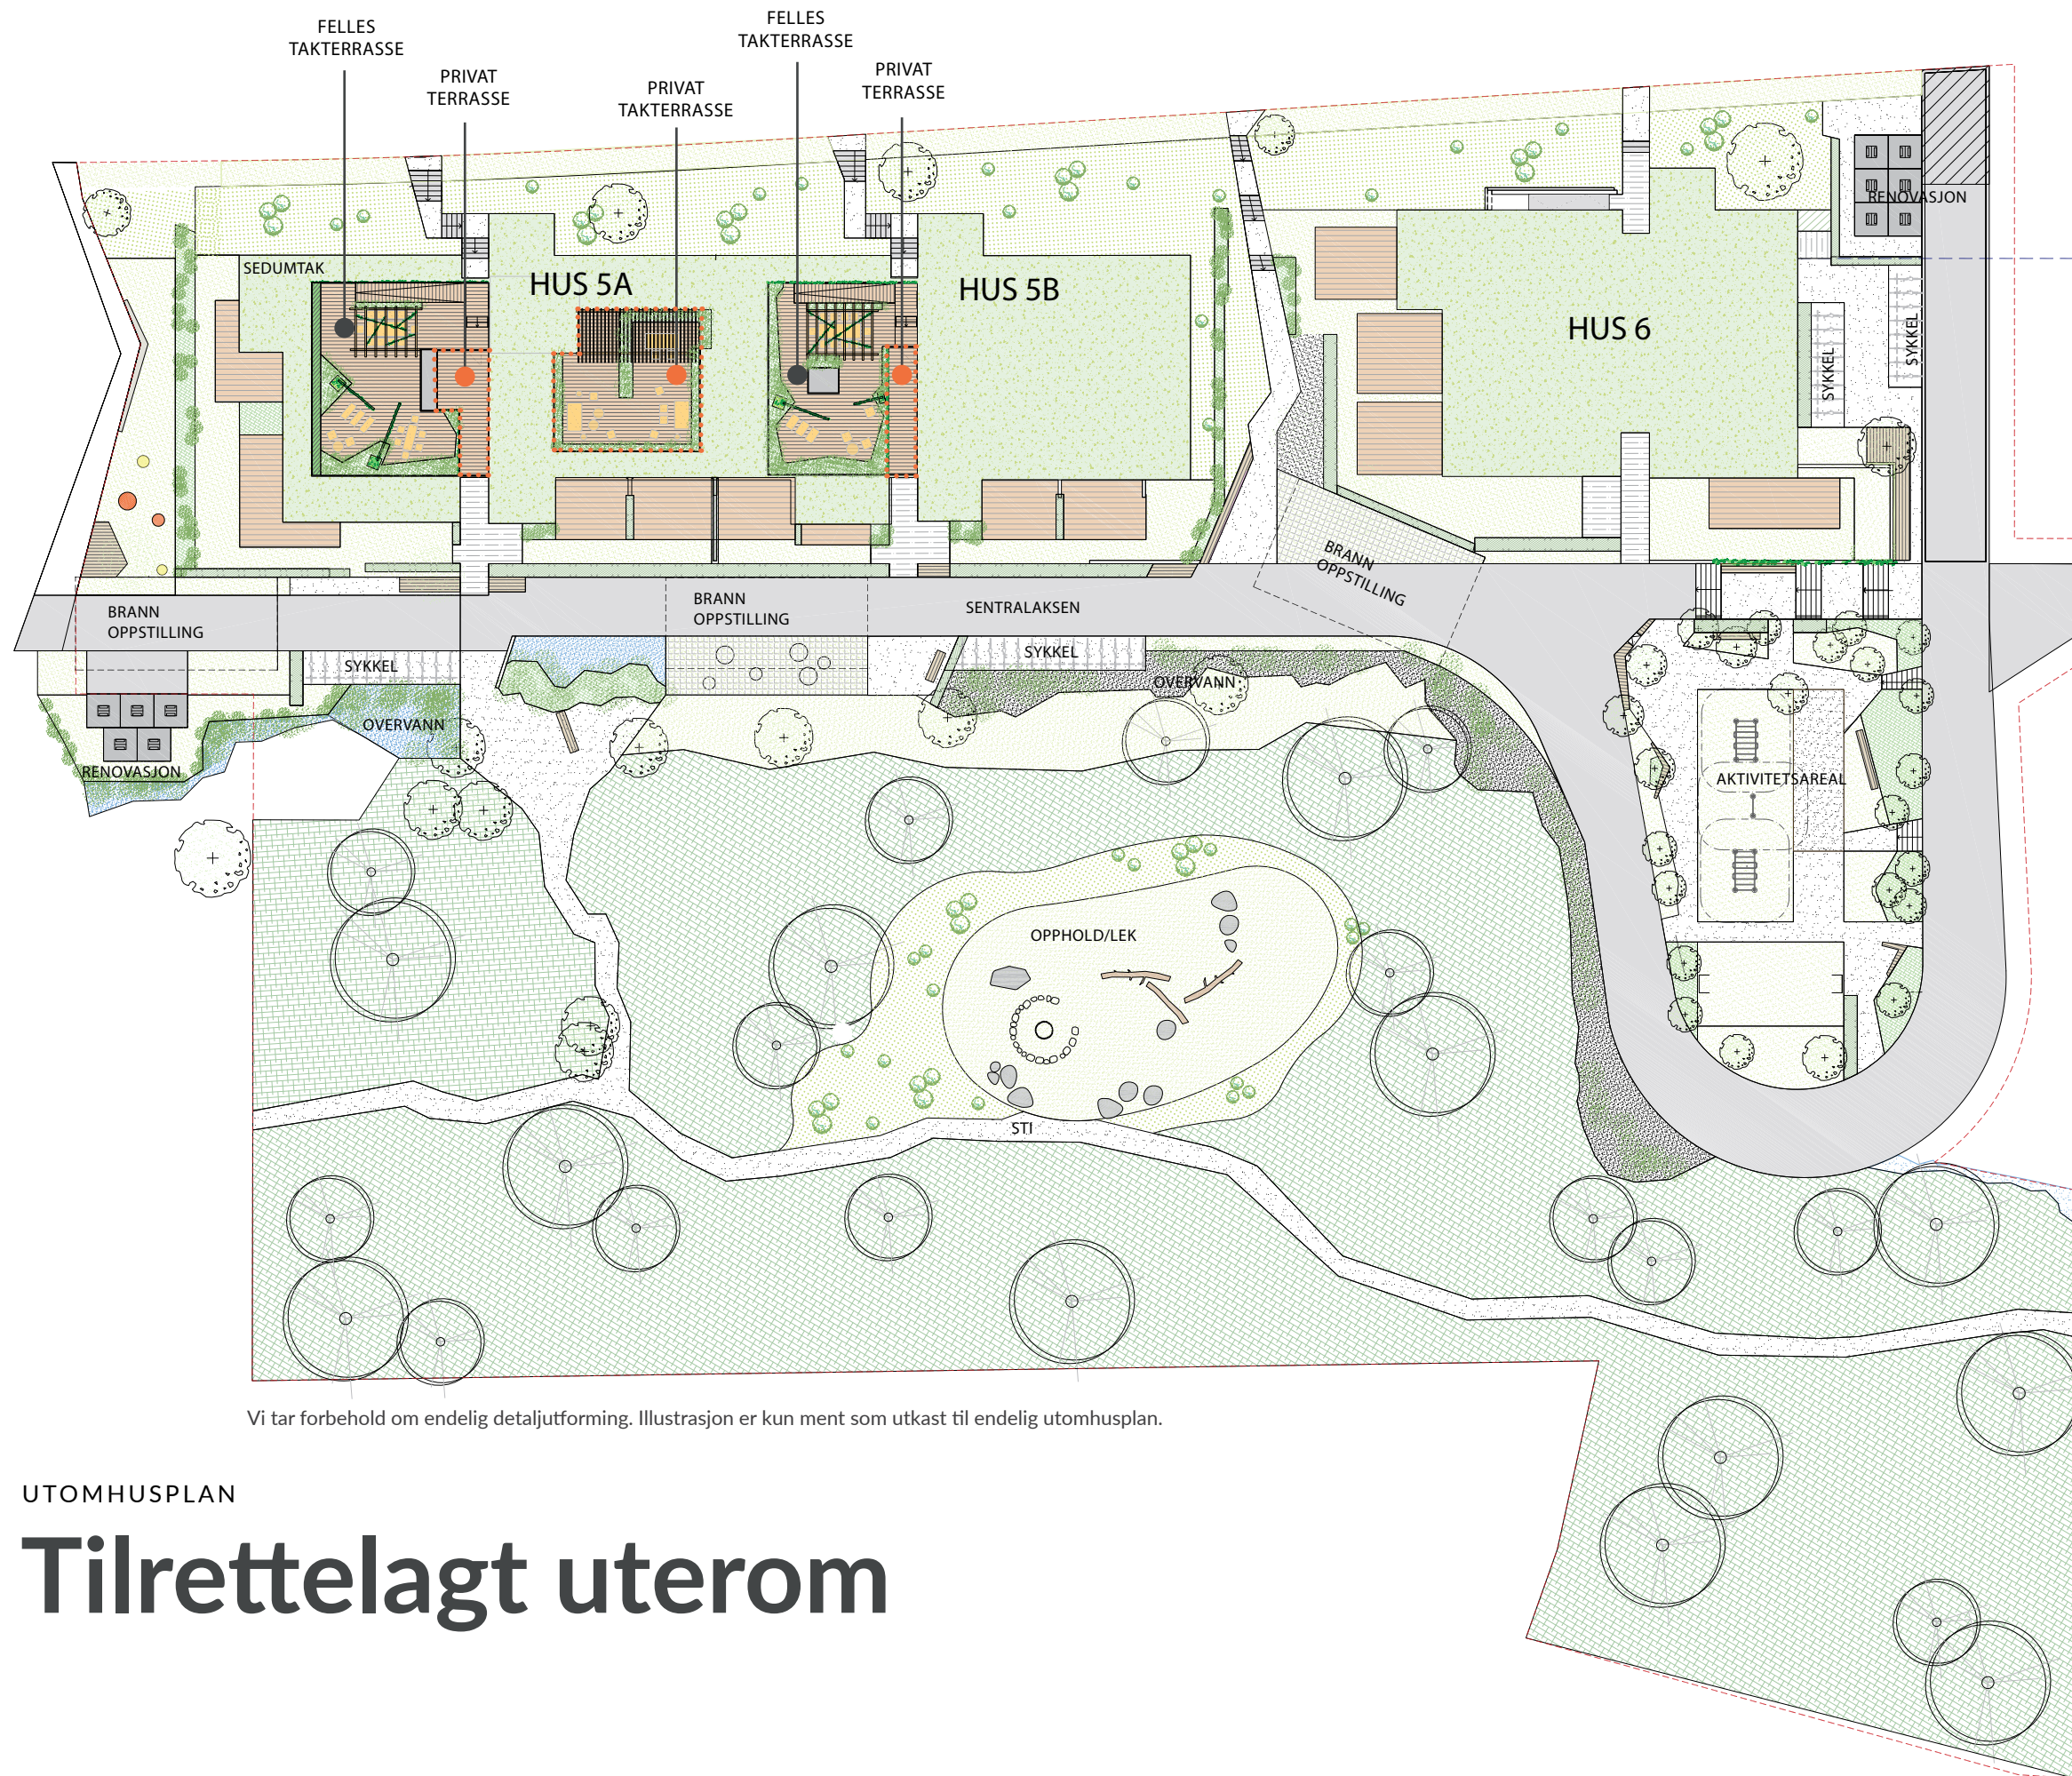 FELLES
TAKTERRASSE
PRIVAT
TERRASSE
PRIVAT
TAKTERRASSE
FELLES
TAKTERRASSE
PRIVAT
TERRASSE
RENOVASJON
SEDUMTAK
HUS 5A
HUS 5B
HUS 6
SYKKEL
SYKKEL
BRANN
OPPSTILLING
BRANN
OPPSTILLING
BRANN
OPPSTILLING
SENTRALAKSEN
SYKKEL
SYKKEL
OVERVANN
OVERVANN
RENOVASJON
AKTIVITETSAREAL
OPPHOLD/LEK
STI
Vi tar forbehold om endelig detaljutforming. Illustrasjon er kun ment som utkast til endelig utomhusplan.
UTOMHUSPLAN
Tilrettelagt uterom